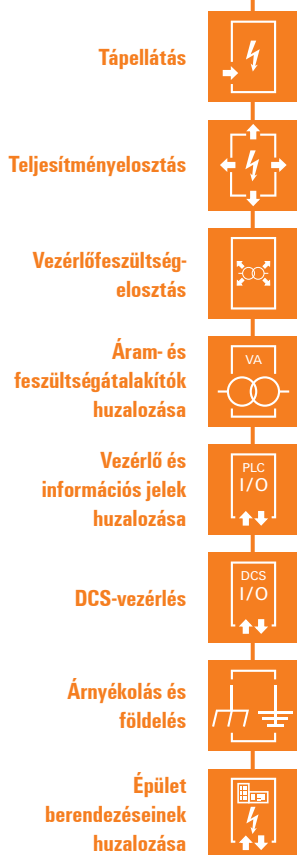 Tápellátás
Teljesítményelosztás
Vezérlőfeszültség-
elosztás
Áram- és
feszültségátalakítók
huzalozása
VA
Vezérlő és
információs jelek
huzalozása
PLC
I/O
DCS-vezérlés
DCS
I/O
Árnyékolás és
földelés
Épület
berendezéseinek
huzalozása